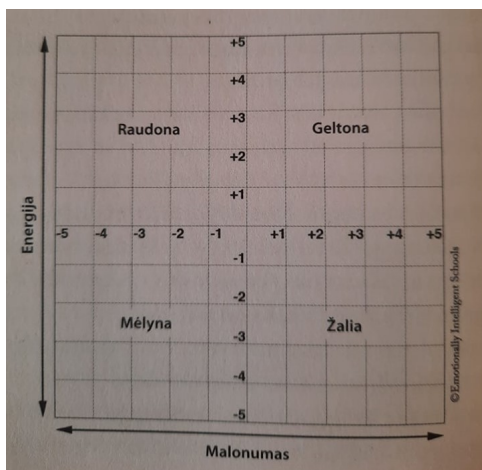 +5
+4
+3
Raudona Geltona
+2
+1
Energija
-5 -4 -3 -2 -1 +1 +2 +3 +4 +5
-1
-2
Mėlyna Žalia
-3
-4
-5
©Emotionally Intelligent Schools
Malonumas